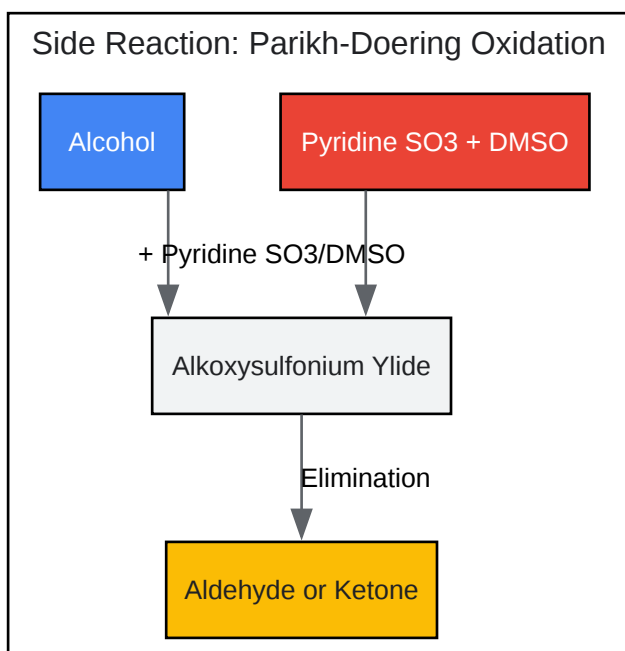 Side Reaction: Parikh-Doering Oxidation
Alcohol
Pyridine SO3 + DMSO
+ Pyridine SO3/DMSO
Alkoxysulfonium Ylide
Elimination
Aldehyde or Ketone